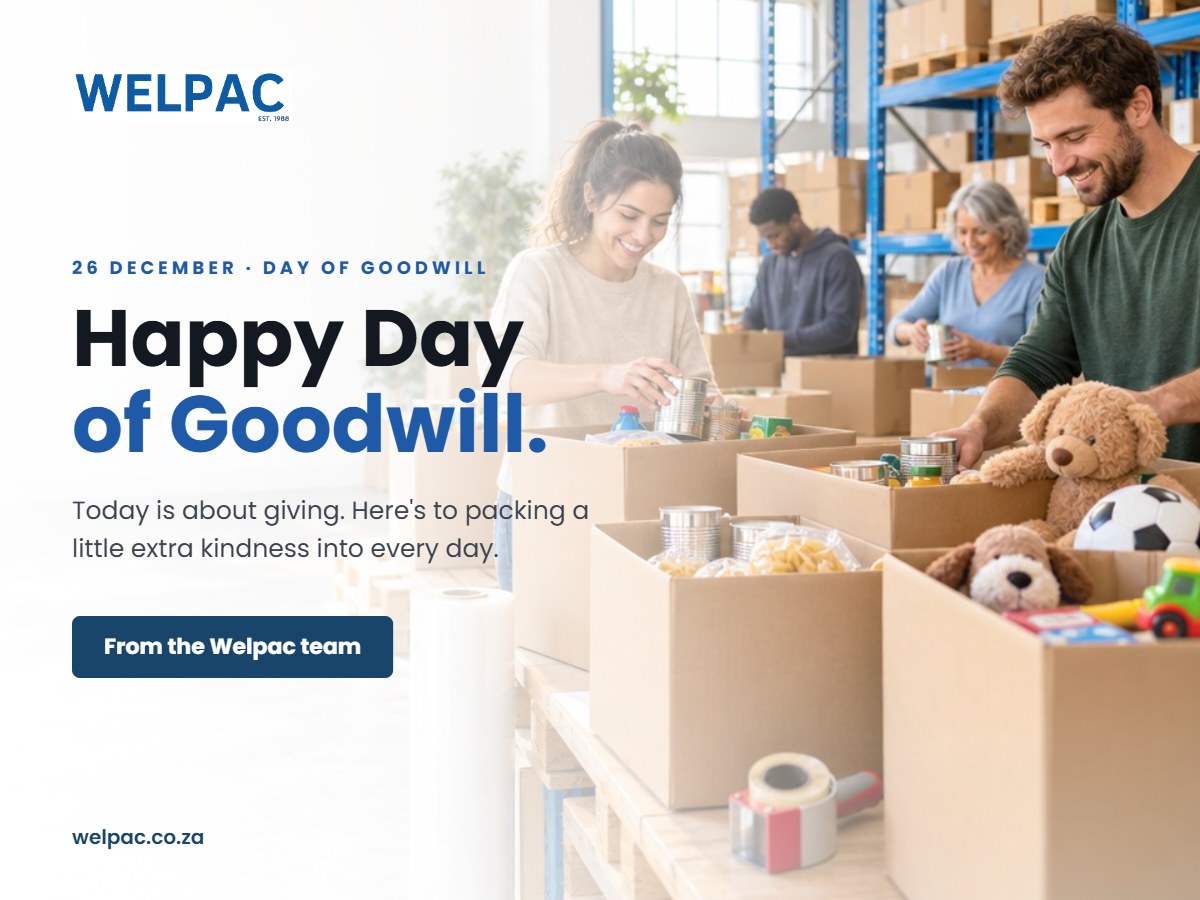 WELPAC
EST. 1988
26 DECEMBER · DAY OF GOODWILL
Happy Day
of Goodwill.
Today is about giving. Here's to packing a
little extra kindness into every day.
From the Welpac team
welpac.co.za